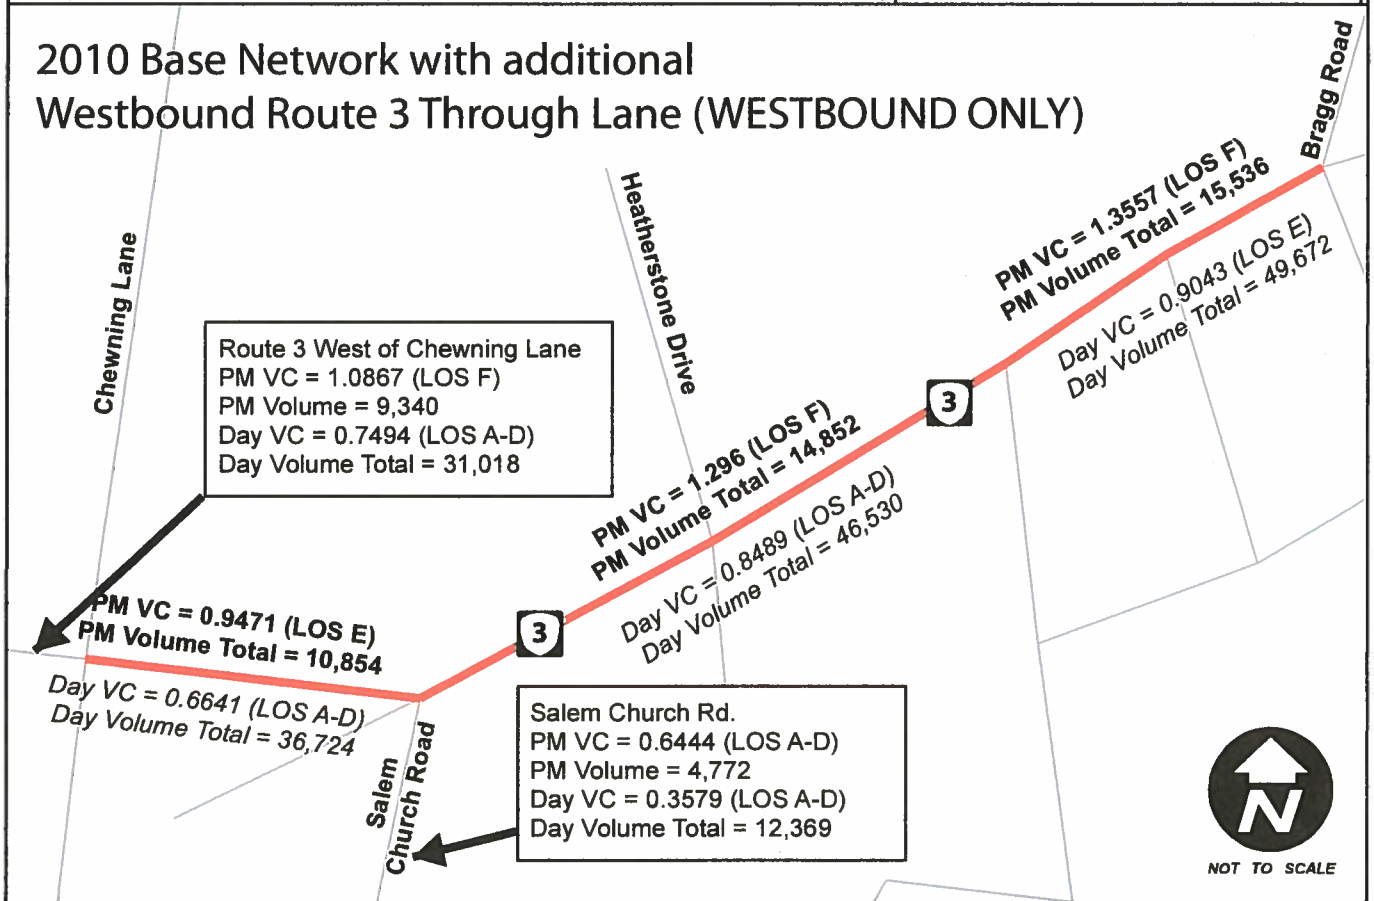 2010 Base Network with additional
Westbound Route 3 Through Lane (WESTBOUND ONLY)
Bragg Road
Heatherstone Drive
Chewning Lane
PM VC = 1.3557 (LOS F)
PM Volume Total = 15,536
Day VC = 0.9043 (LOS E)
Day Volume Total = 49,672
Route 3 West of Chewning Lane
PM VC = 1.0867 (LOS F)
PM Volume = 9,340
Day VC = 0.7494 (LOS A-D)
Day Volume Total = 31,018
3
PM VC = 1.296 (LOS F)
PM Volume Total = 14,852
Day VC = 0.8489 (LOS A-D)
Day Volume Total = 46,530
3
PM VC = 0.9471 (LOS E)
PM Volume Total = 10,854
Day VC = 0.6641 (LOS A-D)
Day Volume Total = 36,724
Salem
Church Road
Salem Church Rd.
PM VC = 0.6444 (LOS A-D)
PM Volume = 4,772
Day VC = 0.3579 (LOS A-D)
Day Volume Total = 12,369
N
NOT TO SCALE